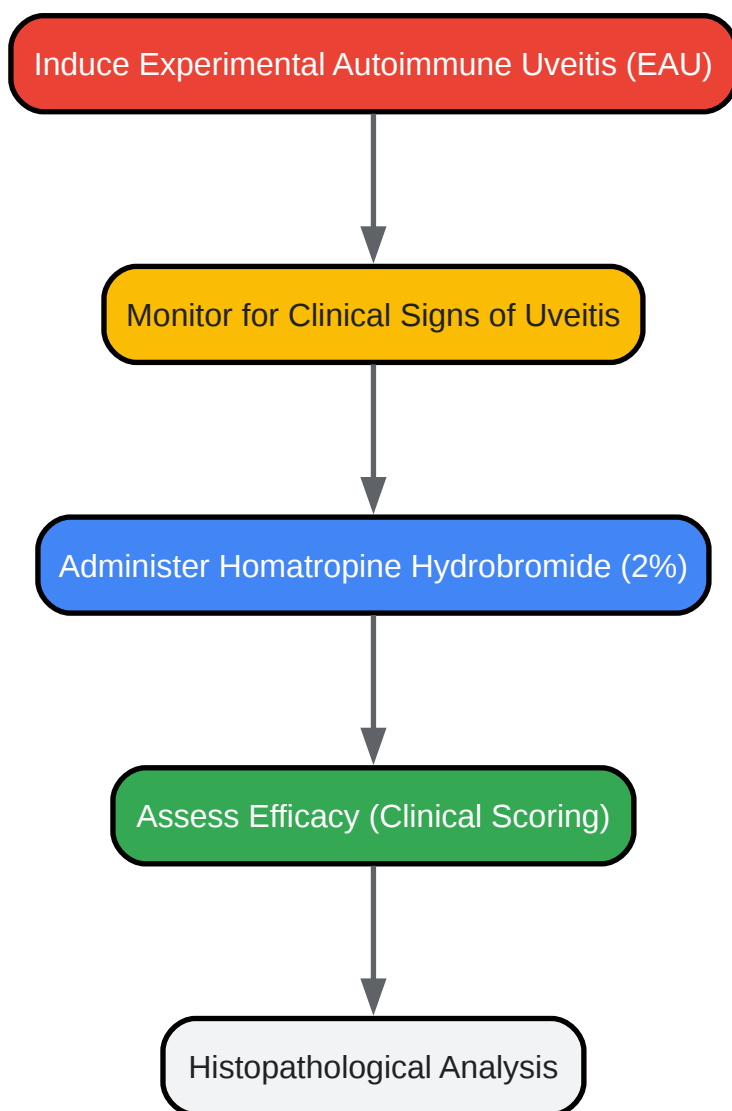 Induce Experimental Autoimmune Uveitis (EAU)
Monitor for Clinical Signs of Uveitis
Administer Homatropine Hydrobromide (2%)
Assess Efficacy (Clinical Scoring)
Histopathological Analysis